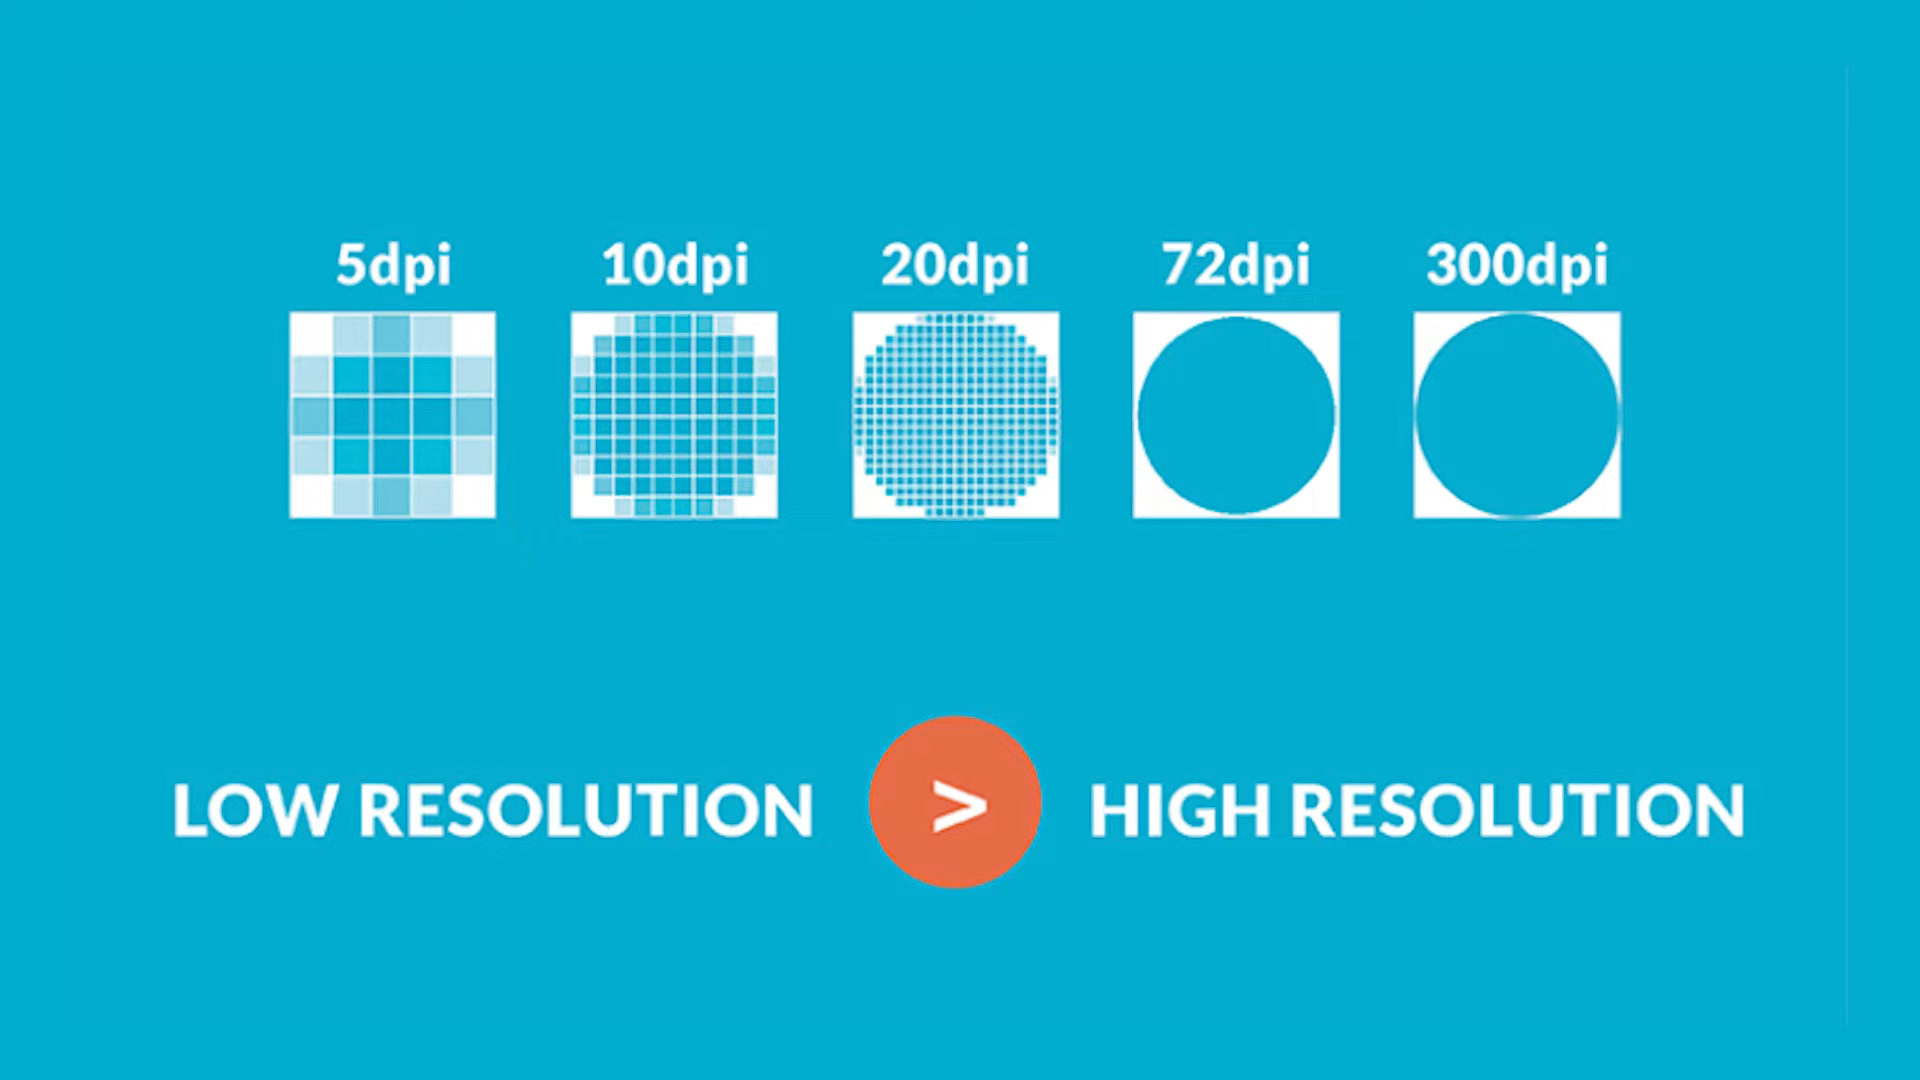 5dpi 10dpi 20dpi 72dpi 300dpi
LOW RESOLUTION > HIGH RESOLUTION